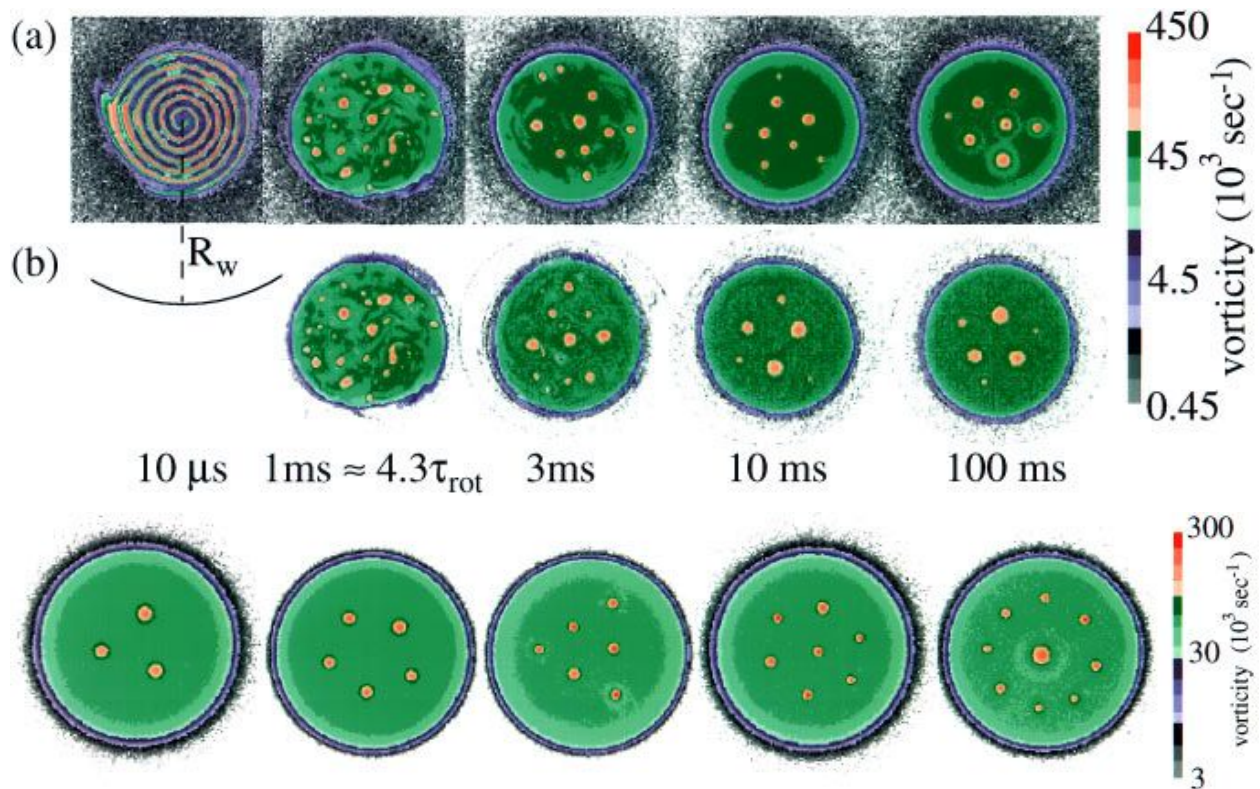 (a)
450
45
4.5
0.45
vorticity (10³ sec⁻¹)
R_w
(b)
10 μs
1ms ≈ 4.3τ_rot
3ms
10 ms
100 ms
300
30
3
vorticity (10³ sec⁻¹)